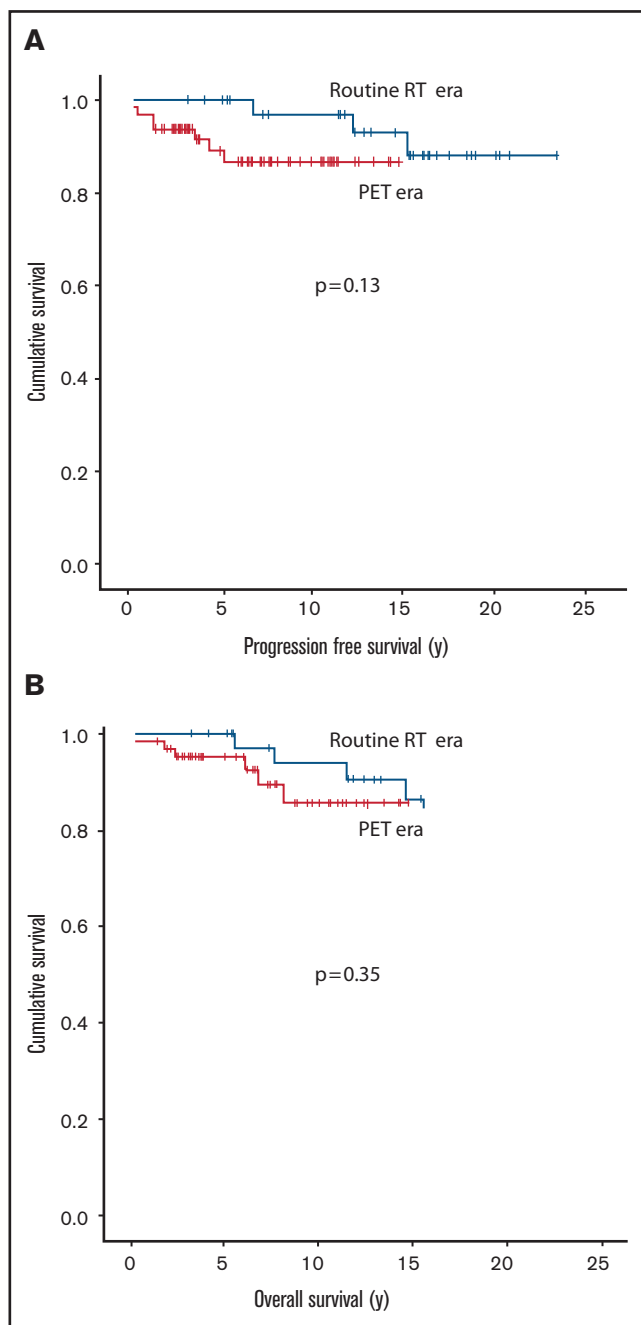 A
1.0
0.8
0.6
0.4
0.2
0.0
Cumulative survival
Routine RT era
PET era
p=0.13
0 5 10 15 20 25
Progression free survival (y)
B
1.0
0.8
0.6
0.4
0.2
0.0
Cumulative survival
Routine RT era
PET era
p=0.35
0 5 10 15 20 25
Overall survival (y)